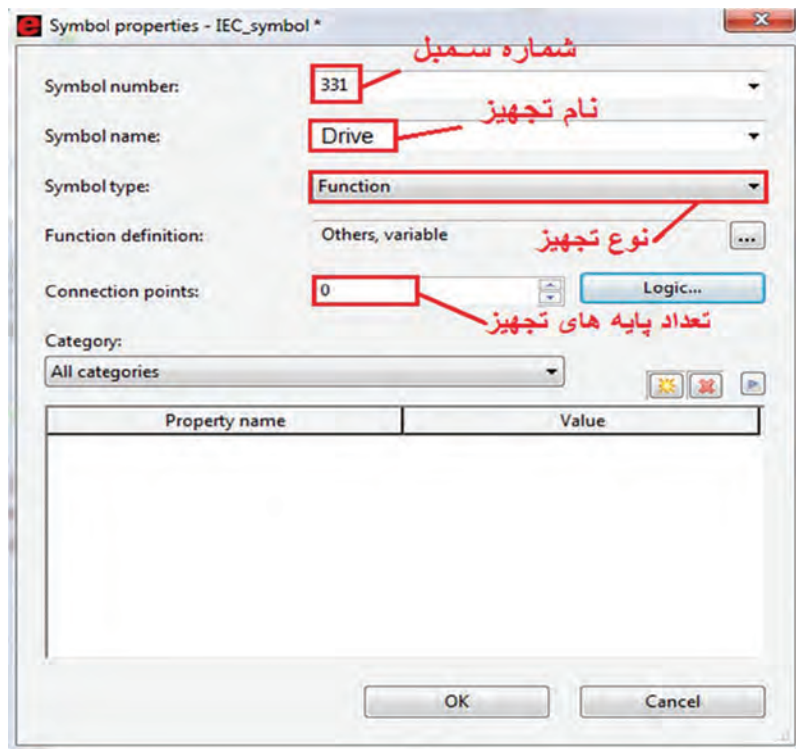 Symbol properties - IEC_symbol *
شماره سمبل
Symbol number: 331
نام تجهیز
Symbol name: Drive
Symbol type: Function
Function definition: Others, variable ...
نوع تجهیز
Connection points: 0 Logic...
تعداد پایه های تجهیز
Category:
All categories
Property name Value
OK Cancel